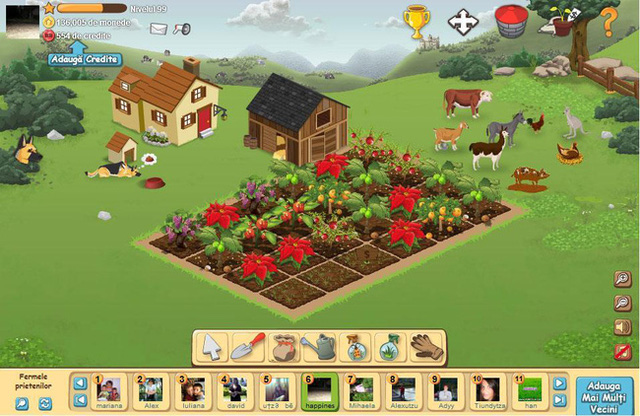 Nivelul 99
136,005 de monede
554 de credite
Adaugă Credite
?
Fermele prietenilor
1 2 3 4 5 6 7 8 9 10 11
mariana Alex Iuliana david happines Mihaela Alexutzu Adyy Tiundytza han
Adauga
Mai Mulți
Vecini